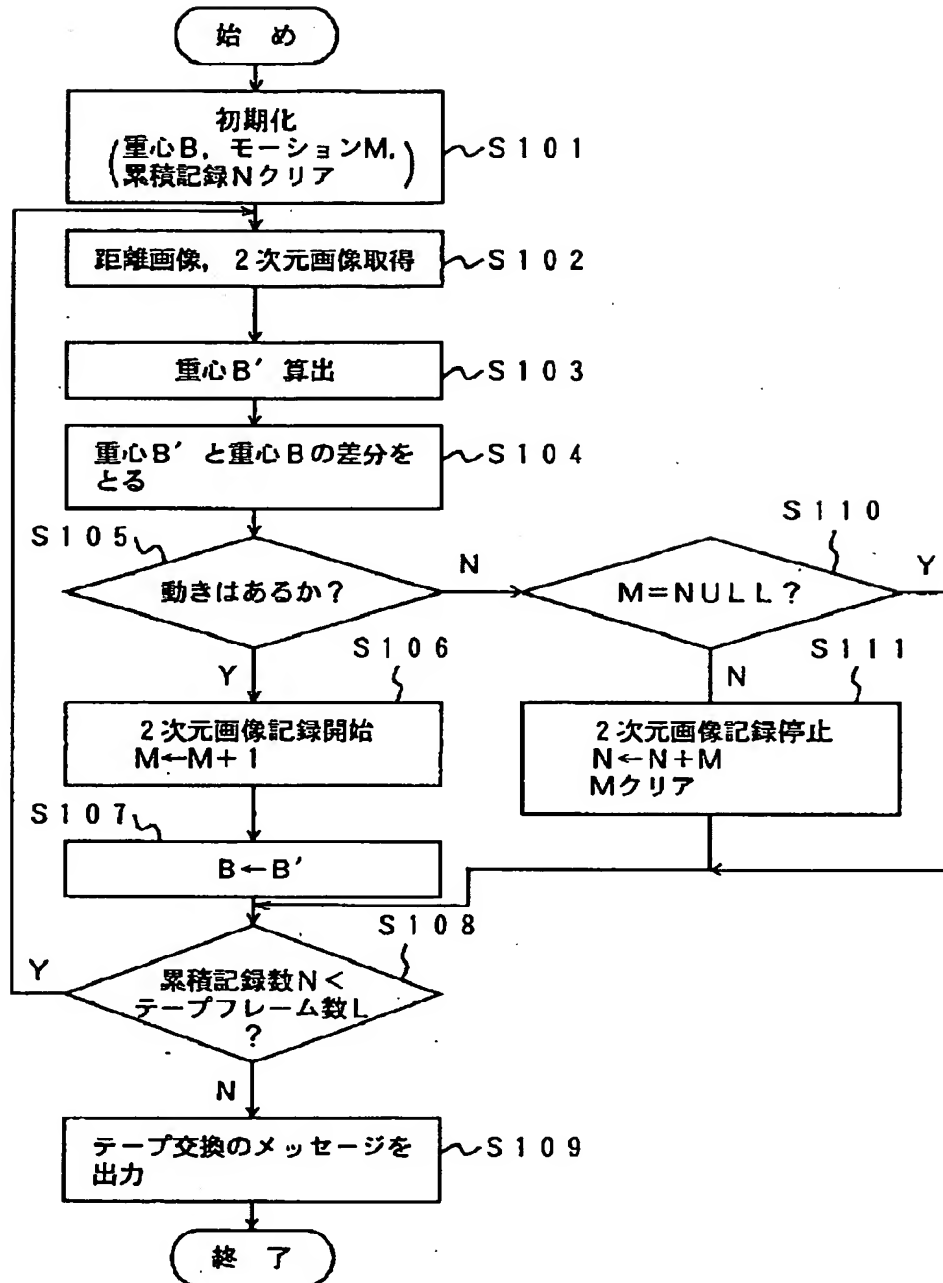 始 め
初期化
(重心B, モーションM,
累積記録Nクリア)
S101
距離画像, 2次元画像取得
S102
重心B′ 算出
S103
重心B′ と重心Bの差分を
とる
S104
S105
動きはあるか?
N
S110
M=NULL?
Y
Y
S106
2次元画像記録開始
M←M+1
N
S111
2次元画像記録停止
N←N+M
Mクリア
S107
B←B′
S108
Y
累積記録数N<
テープフレーム数L
?
N
テープ交換のメッセージを
出力
S109
終 了